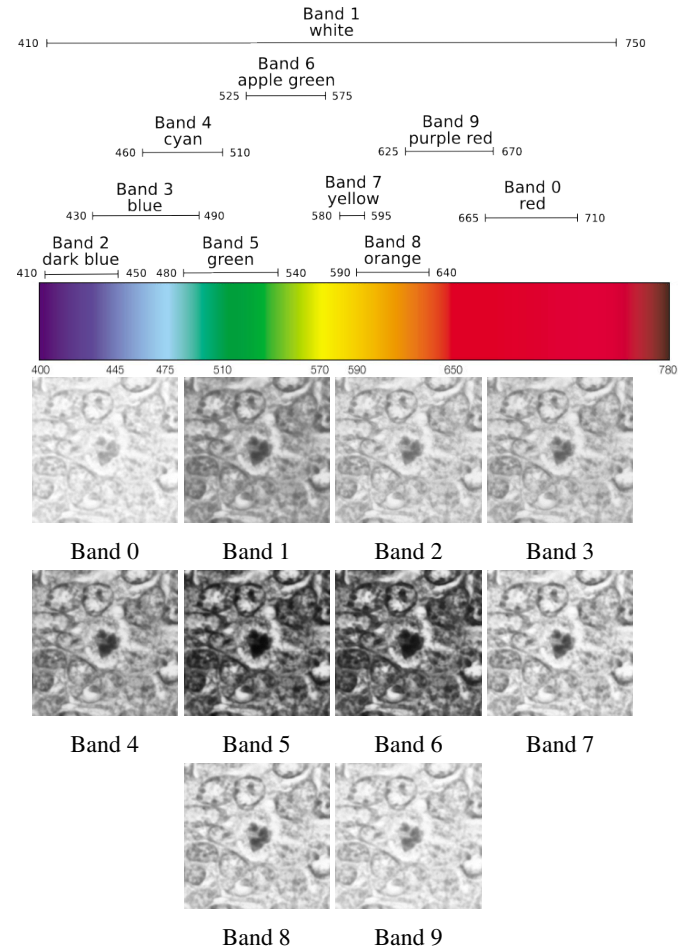 Band 1
white
410 750
Band 6
apple green
525 575
Band 4
cyan
460 510
Band 9
purple red
625 670
Band 3
blue
430 490
Band 7
yellow
580 595
Band 0
red
665 710
Band 2
dark blue
410 450
Band 5
green
480 540
Band 8
orange
590 640
400 445 475 510 570 590 650 780
Band 0 Band 1 Band 2 Band 3
Band 4 Band 5 Band 6 Band 7
Band 8 Band 9